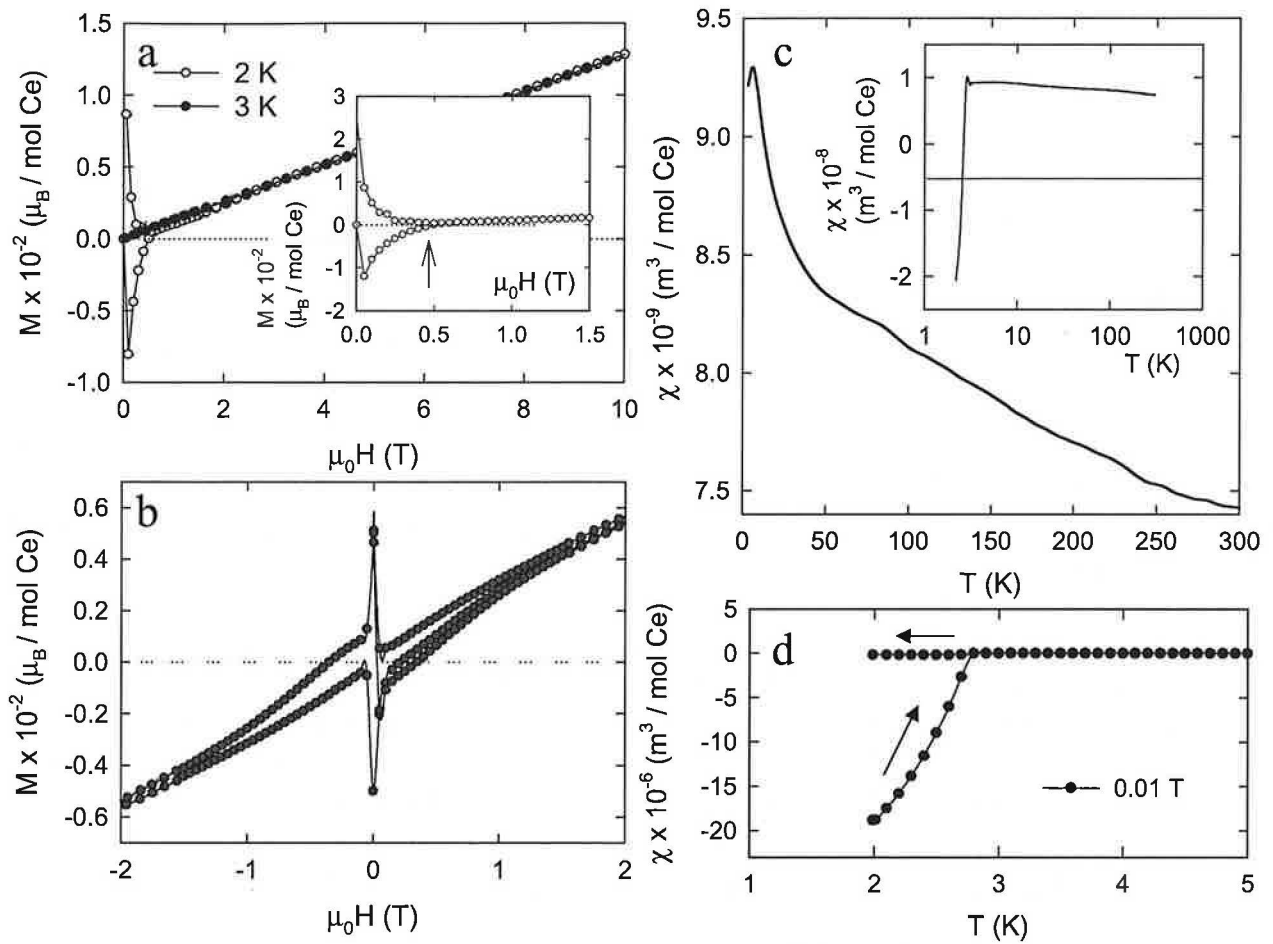 a
2 K
3 K
1.5
1.0
0.5
0.0
-0.5
-1.0
M x 10⁻² (μB / mol Ce)
0 2 4 6 8 10
μ₀H (T)
3
2
1
0
-1
-2
M x 10⁻²
(μB / mol Ce)
0.0 0.5 1.0 1.5
μ₀H (T)
b
0.6
0.4
0.2
0.0
-0.2
-0.4
-0.6
M x 10⁻² (μB / mol Ce)
-2 -1 0 1 2
μ₀H (T)
c
9.5
9.0
8.5
8.0
7.5
χ x 10⁻⁹ (m³ / mol Ce)
0 50 100 150 200 250 300
T (K)
1
0
-1
-2
χ x 10⁻⁸
(m³ / mol Ce)
1 10 100 1000
T (K)
d
5
0
-5
-10
-15
-20
χ x 10⁻⁶ (m³ / mol Ce)
0.01 T
1 2 3 4 5
T (K)